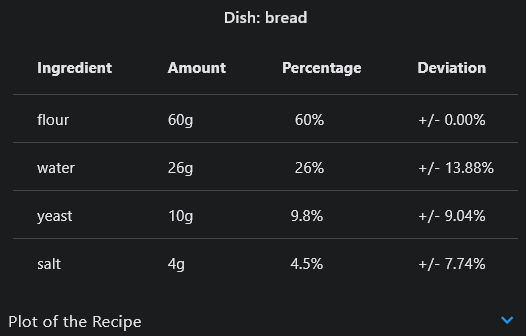 Dish: bread
Ingredient Amount Percentage Deviation
flour 60g 60% +/- 0.00%
water 26g 26% +/- 13.88%
yeast 10g 9.8% +/- 9.04%
salt 4g 4.5% +/- 7.74%
Plot of the Recipe